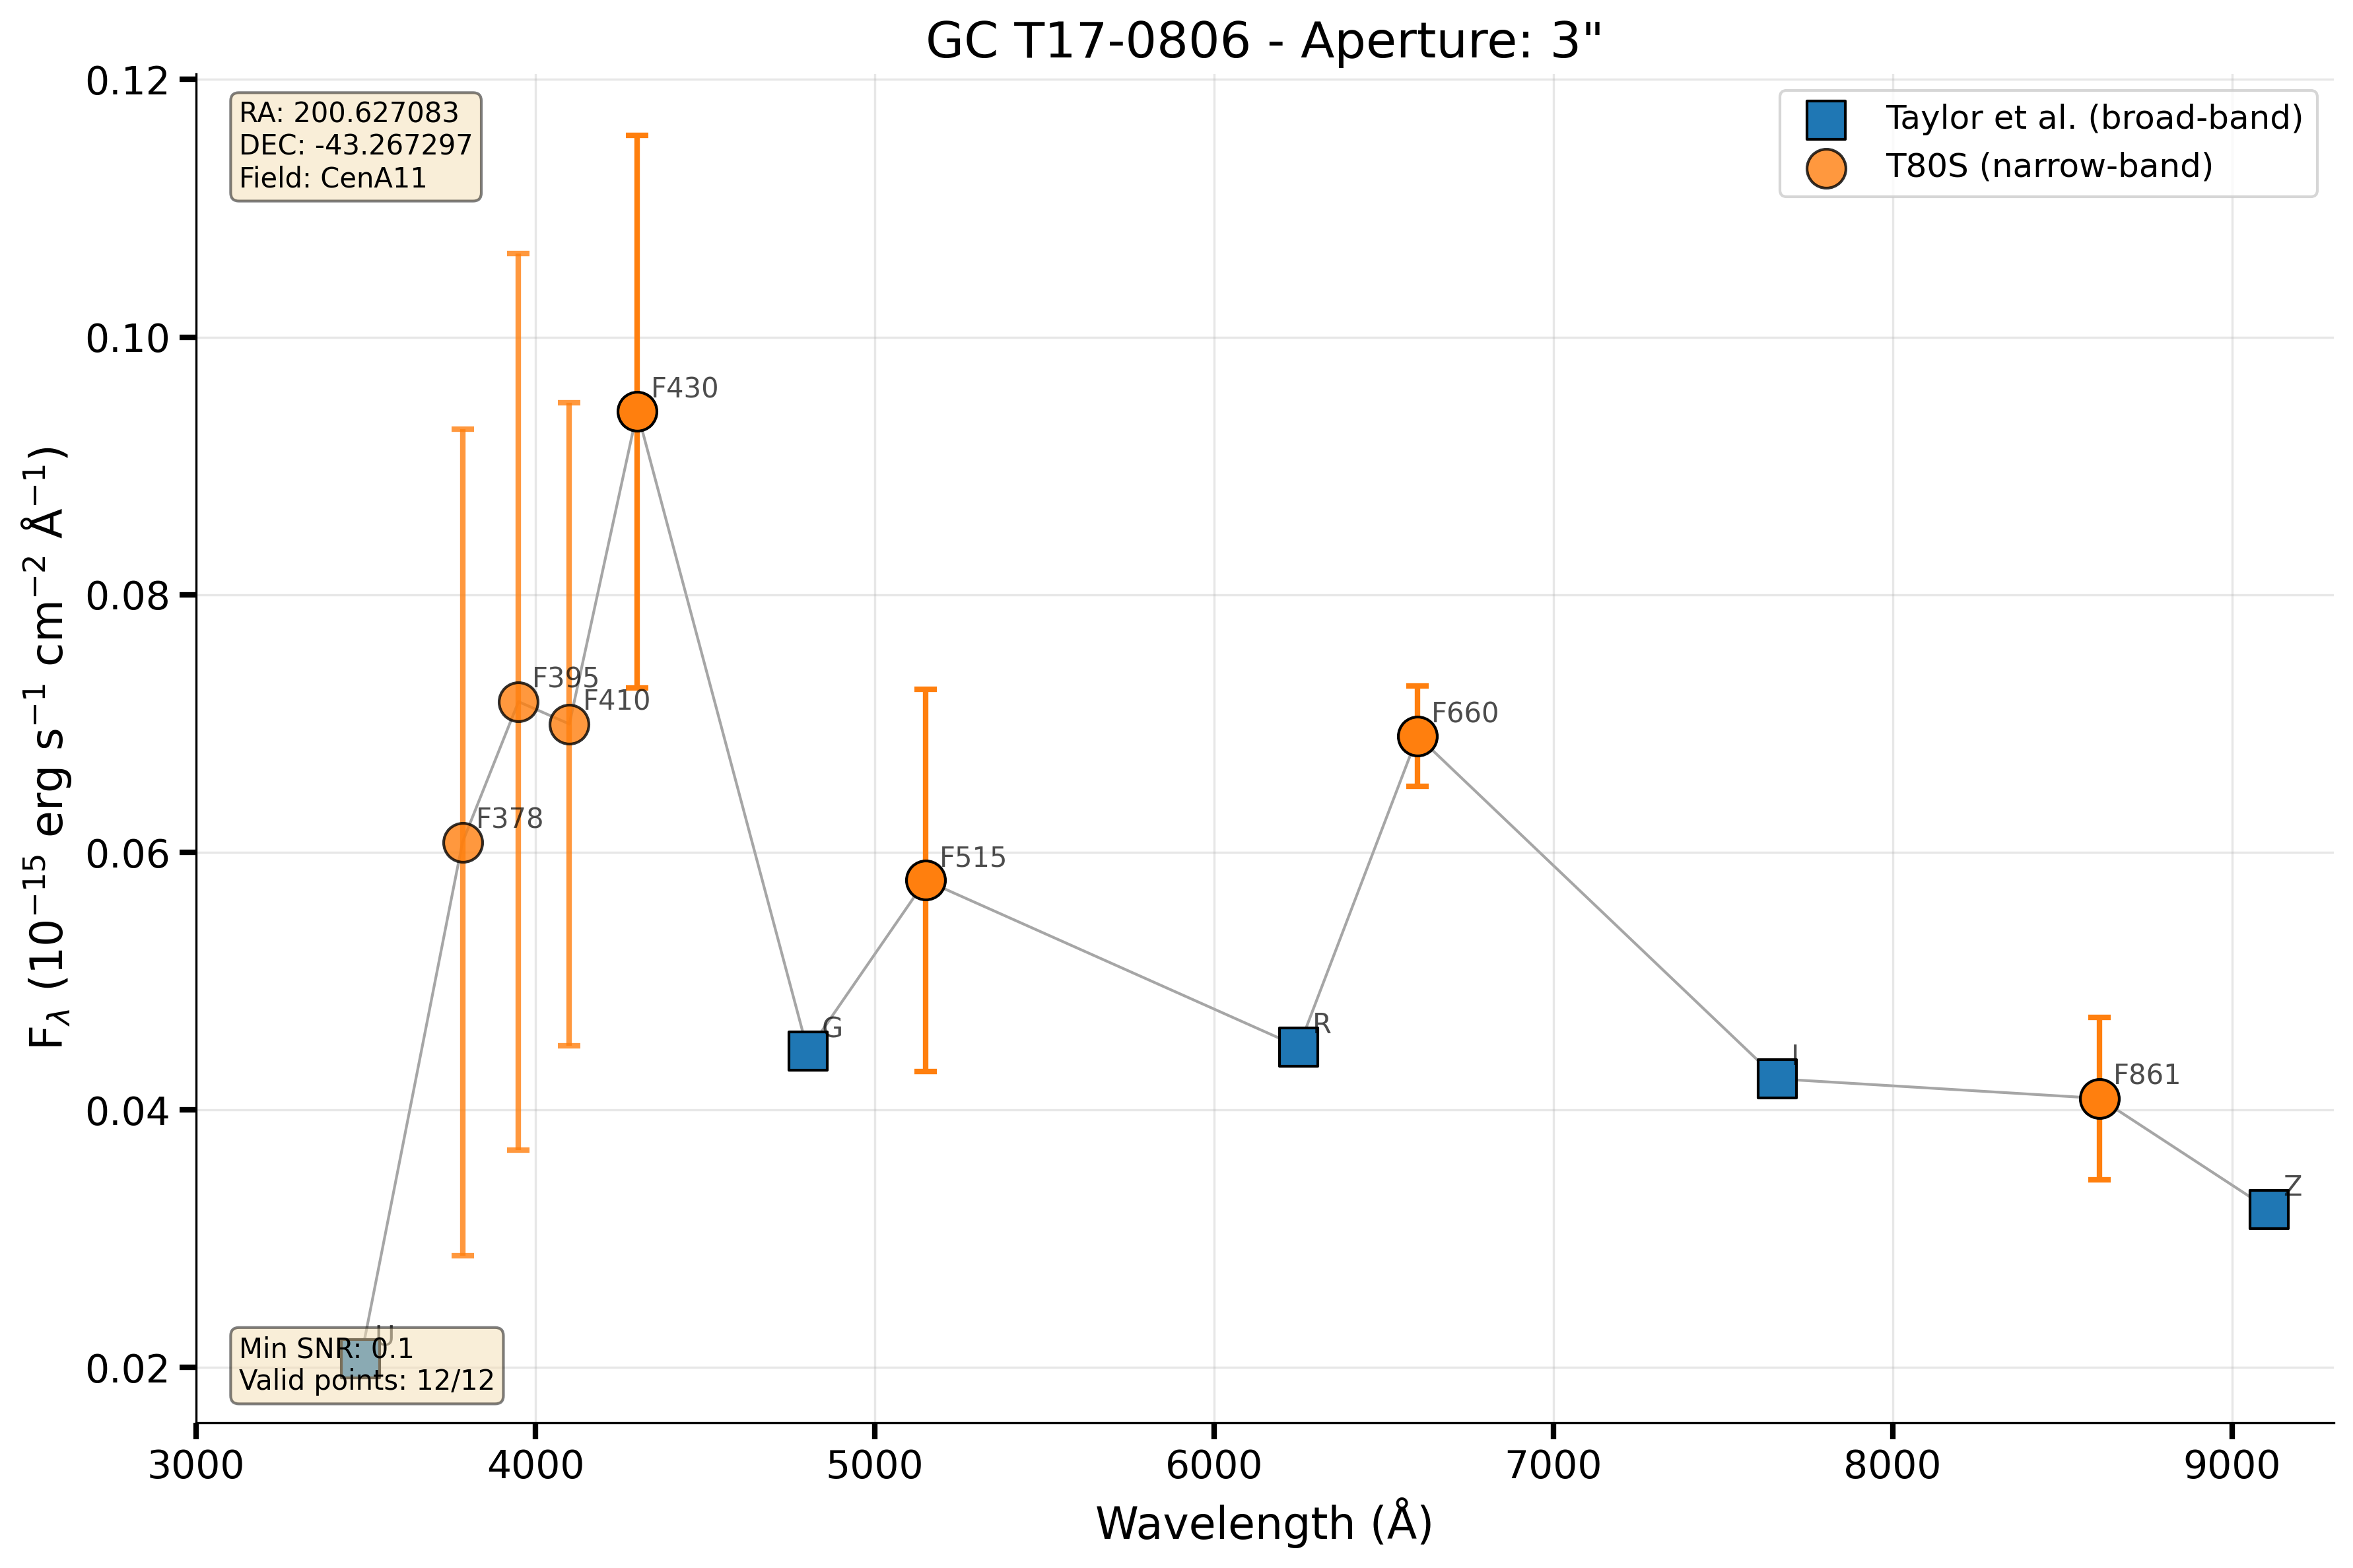 GC T17-0806 - Aperture: 3"
RA: 200.627083
DEC: -43.267297
Field: CenA11
Taylor et al. (broad-band)
T80S (narrow-band)
0.12
0.10
0.08
0.06
0.04
0.02
F430
F395
F410
F378
F660
F515
G
R
I
F861
Z
U
Min SNR: 0.1
Valid points: 12/12
3000
4000
5000
6000
7000
8000
9000
Wavelength (Å)
Fλ (10⁻¹⁵ erg s⁻¹ cm⁻² Å⁻¹)